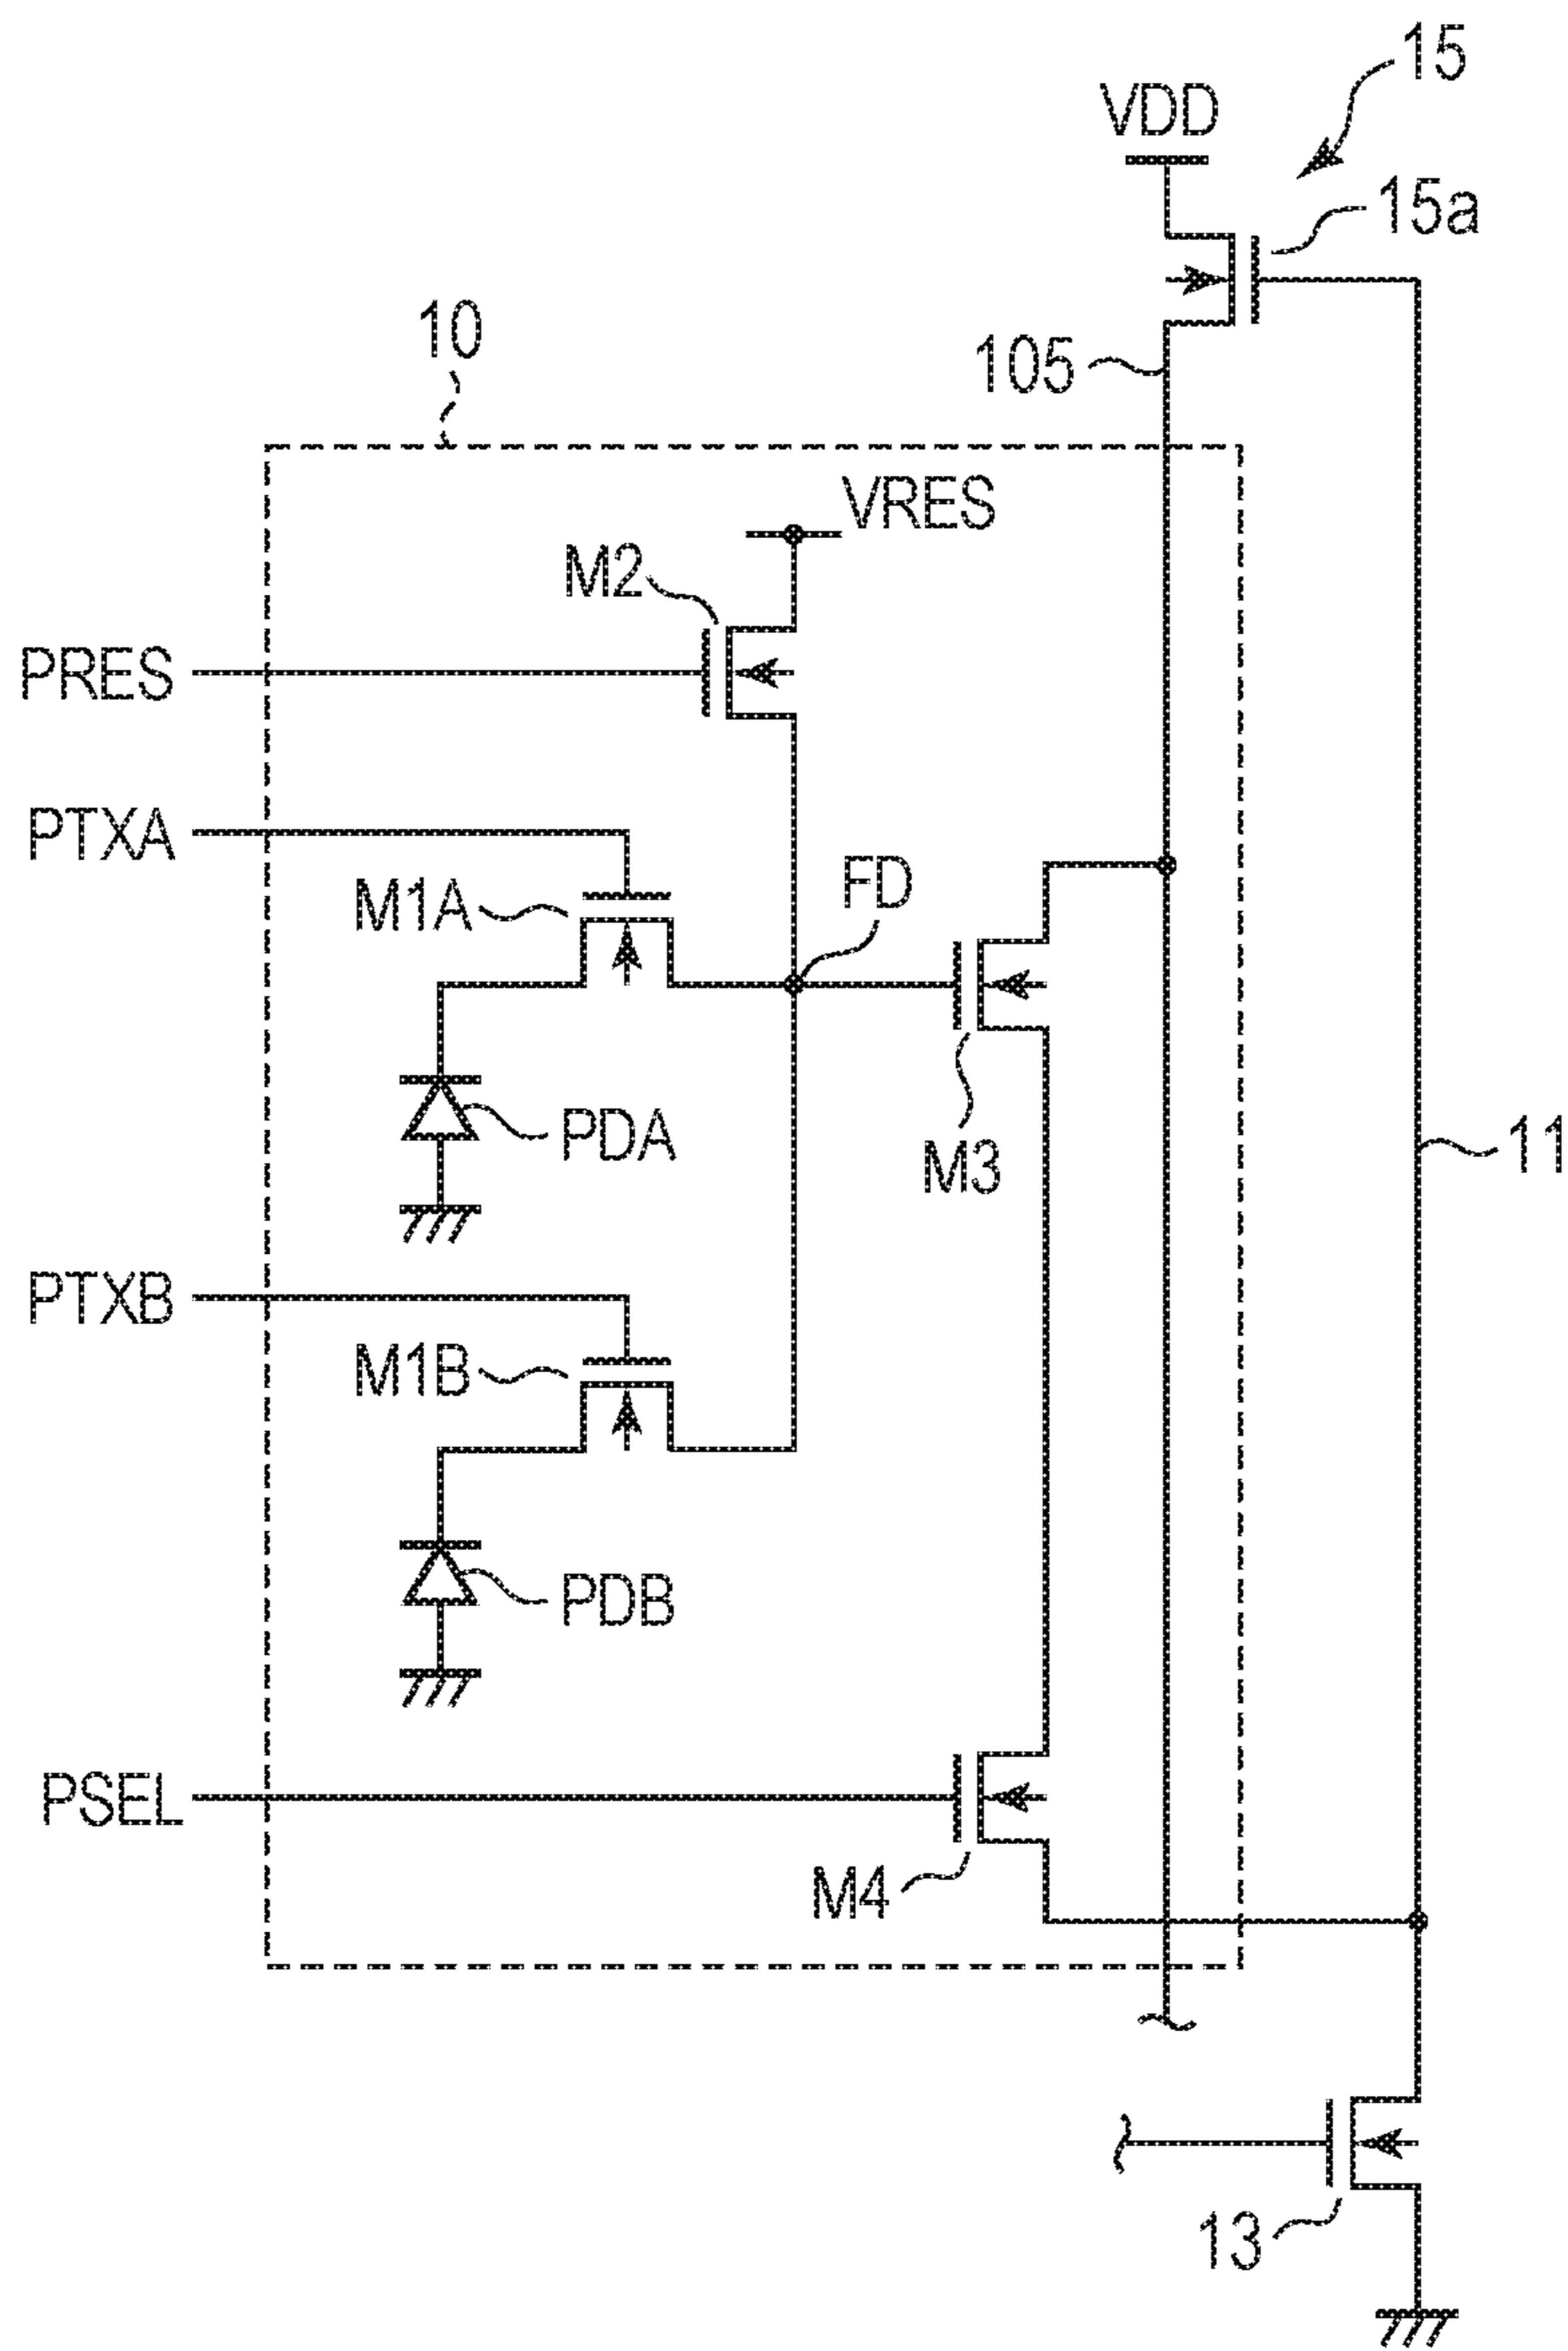 15
VDD
15a
10
105
VRES
M2
PRES
PTXA
FD
M1A
PDA
M3
11
PTXB
M1B
PDB
PSEL
M4
13